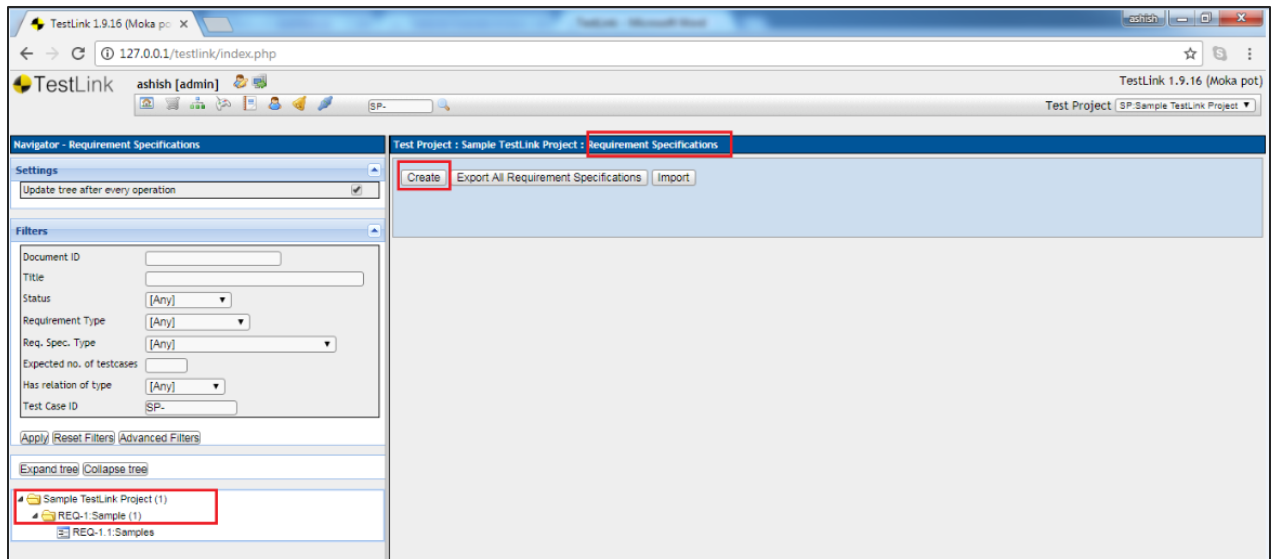 TestLink 1.9.16 (Moka po
TestLink - Microsoft Word
ashish
127.0.0.1/testlink/index.php
TestLink
ashish [admin]
TestLink 1.9.16 (Moka pot)
SP-
Test Project
SP:Sample TestLink Project
Navigator - Requirement Specifications
Test Project : Sample TestLink Project : Requirement Specifications
Settings
Update tree after every operation
Create
Export All Requirement Specifications
Import
Filters
Document ID
Title
Status [Any]
Requirement Type [Any]
Req. Spec. Type [Any]
Expected no. of testcases
Has relation of type [Any]
Test Case ID SP-
Apply Reset Filters Advanced Filters
Expand tree Collapse tree
Sample TestLink Project (1)
REQ-1:Sample (1)
REQ-1.1:Samples